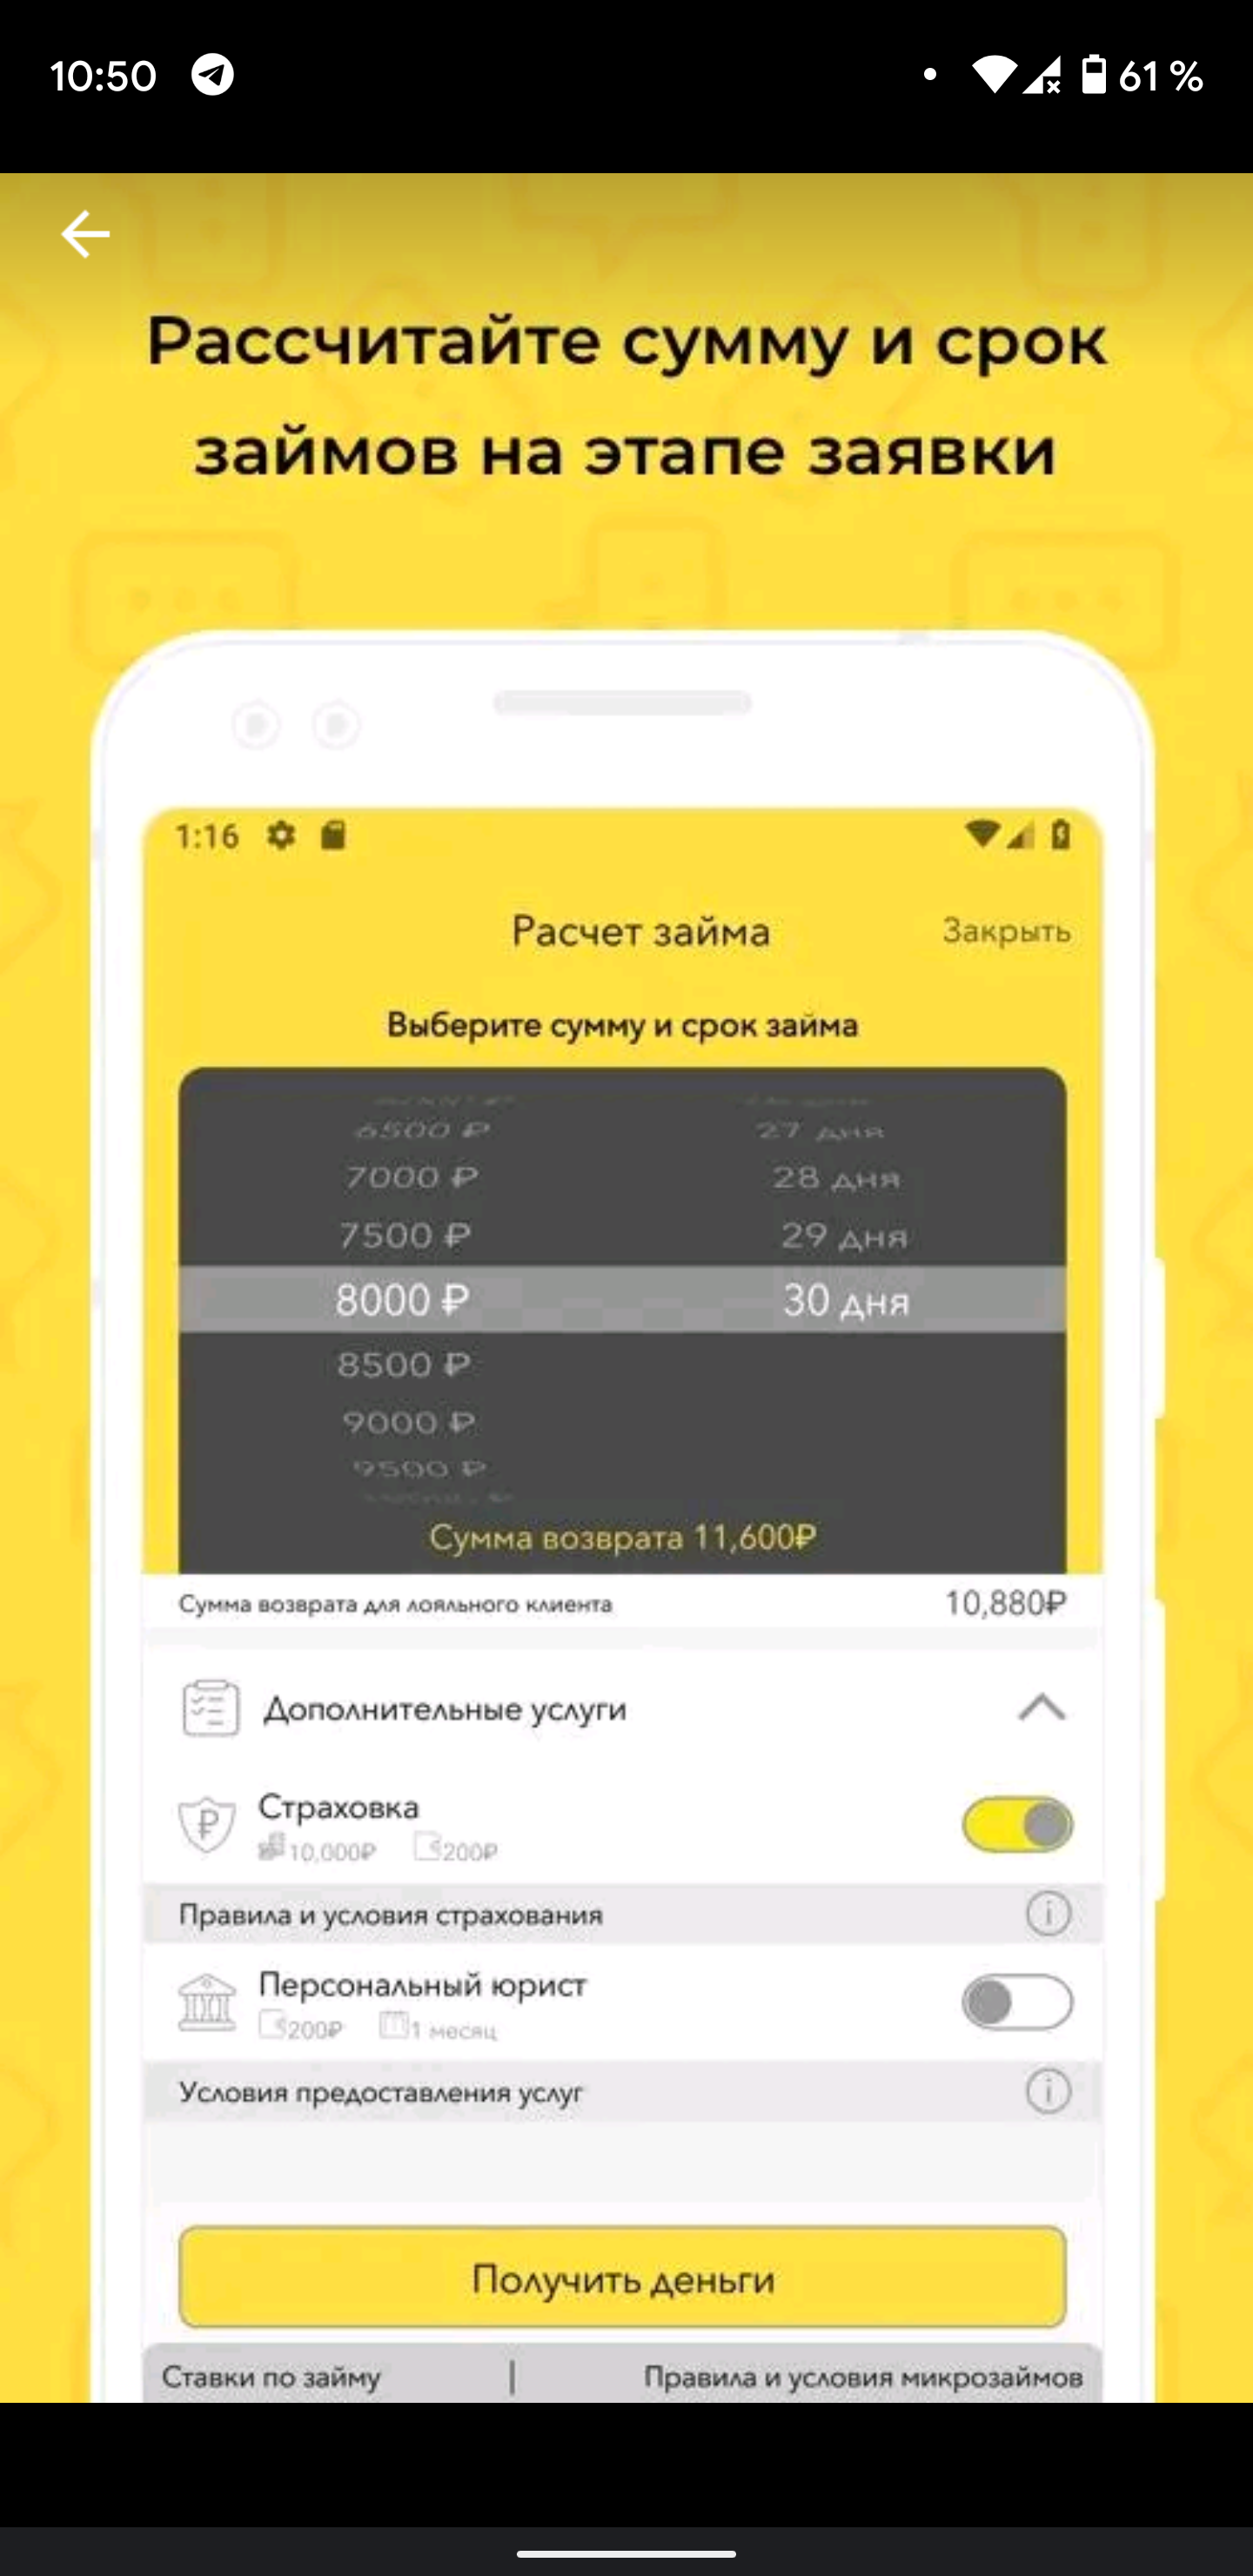 10:50 61 %
Рассчитайте сумму и срок
займов на этапе заявки
1:16
Расчет займа Закрыть
Выберите сумму и срок займа
6500 ₽ 27 дня
7000 ₽ 28 дня
7500 ₽ 29 дня
8000 ₽ 30 дня
8500 ₽
9000 ₽
9500 ₽
Сумма возврата 11,600₽
Сумма возврата для лояльного клиента 10,880₽
Дополнительные услуги
Страховка
10,000₽ 200₽
Правила и условия страхования
Персональный юрист
200₽ 1 месяц
Условия предоставления услуг
Получить деньги
Ставки по займу | Правила и условия микрозаймов